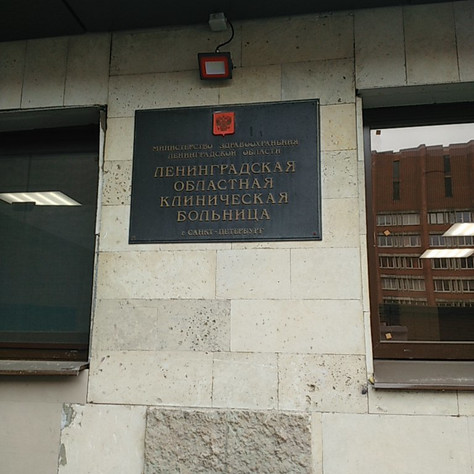 МИНИСТЕРСТВО ЗДРАВООХРАНЕНИЯ
ЛЕНИНГРАДСКОЙ ОБЛАСТИ
ЛЕНИНГРАДСКАЯ
ОБЛАСТНАЯ
КЛИНИЧЕСКАЯ
БОЛЬНИЦА
г. САНКТ-ПЕТЕРБУРГ